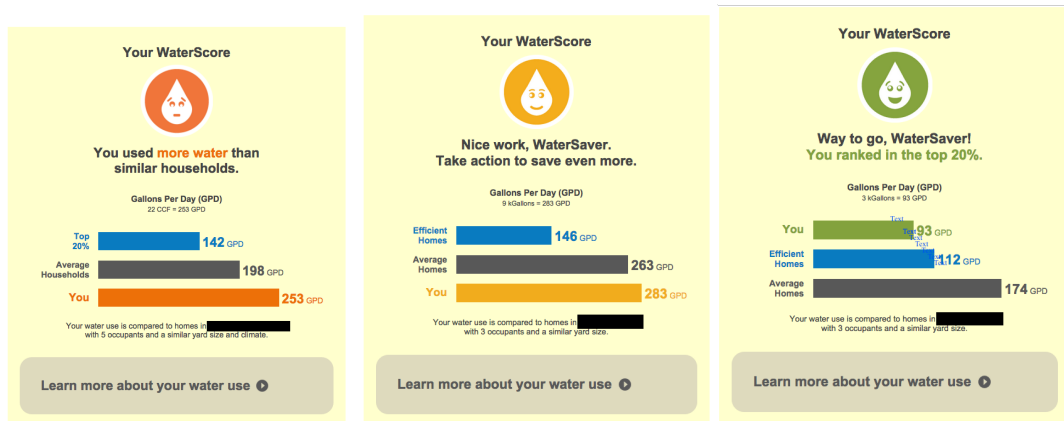 Your WaterScore
You used more water than
similar households.
Gallons Per Day (GPD)
22 CCF = 253 GPD
Top
20%
142 GPD
Average
Households
198 GPD
You
253 GPD
Your water use is compared to homes in
with 5 occupants and a similar yard size and climate.
Learn more about your water use
Your WaterScore
Nice work, WaterSaver.
Take action to save even more.
Gallons Per Day (GPD)
9 kGallons = 283 GPD
Efficient
Homes
146 GPD
Average
Homes
263 GPD
You
283 GPD
Your water use is compared to homes in
with 3 occupants and a similar yard size.
Learn more about your water use
Your WaterScore
Way to go, WaterSaver!
You ranked in the top 20%.
Gallons Per Day (GPD)
3 kGallons = 93 GPD
Text
You
93 GPD
Text
Text
Text
Efficient
Homes
112 GPD
Text
Text
Average
Homes
174 GPD
Your water use is compared to homes in
with 3 occupants and a similar yard size.
Learn more about your water use